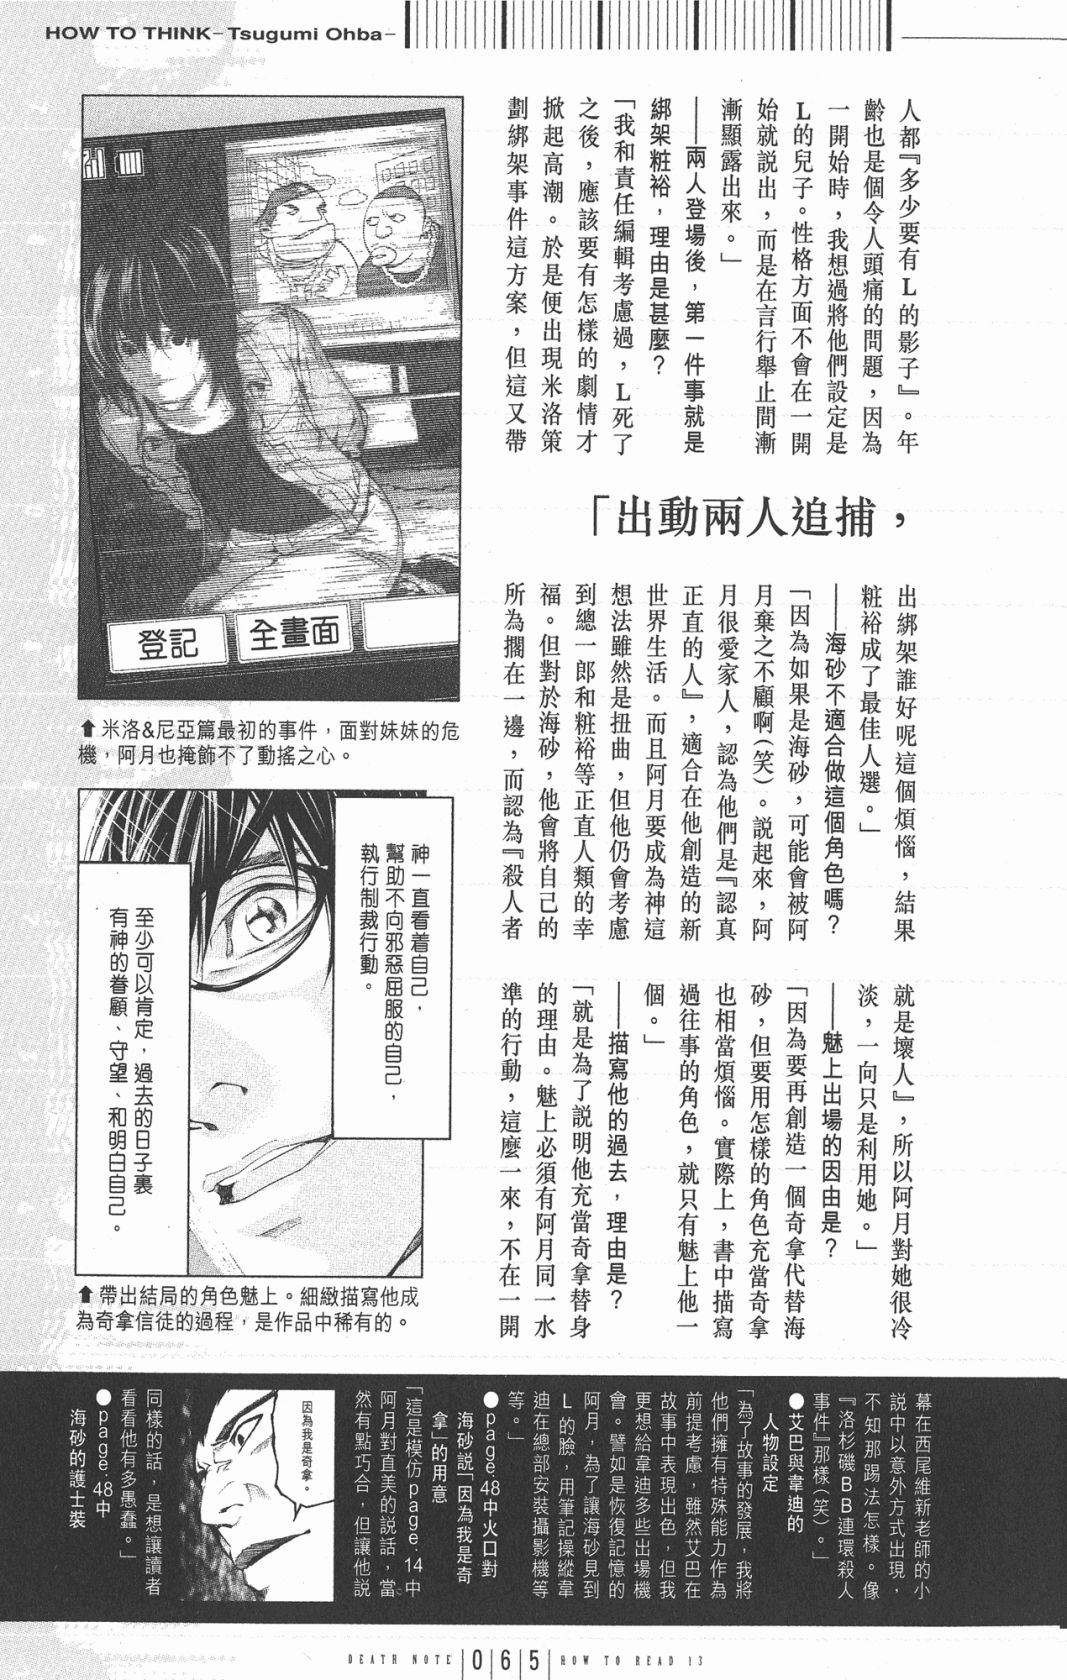 HOW TO THINK–Tsugumi Ohba–
人都『多少要有L的影子』。年
齡也是個令人頭痛的問題，因為
一開始時，我想過將他們設定是
L的兒子。性格方面不會在一開
始就說出，而是在言行舉止間漸
漸顯露出來。」
——兩人登場後，第一件事就是
綁架粧裕，理由是甚麼？
「我和責任編輯考慮過，L死了
之後，應該要有怎樣的劇情才
掀起高潮。於是便出現米洛策
劃綁架事件這方案，但這又帶
「出動兩人追捕，
出綁架誰好呢這個煩惱，結果
粧裕成了最佳人選。」
——海砂不適合做這個角色嗎？
「因為如果是海砂，可能會被阿
月棄之不顧啊(笑)。說起來，阿
月很愛家人，認為他們是『認真
正直的人』，適合在他創造的新
世界生活。而且阿月要成為神這
想法雖然是扭曲，但他仍會考慮
到總一郎和粧裕等正直人類的幸
福。但對於海砂，他會將自己的
所為擱在一邊，而認為『殺人者
就是壞人』，所以阿月對她很冷
淡，一向只是利用她。」
——魅上出場的因由是？
「因為要再創造一個奇拿代替海
砂，但要用怎樣的角色充當奇拿
也相當煩惱。實際上，書中描寫
過往事的角色，就只有魅上他一
個。」
——描寫他的過去，理由是？
「就是為了說明他充當奇拿替身
的理由。魅上必須有阿月同一水
準的行動，這麼一來，不在一開
登記
全畫面
⬆米洛&尼亞篇最初的事件，面對妹妹的危
機，阿月也掩飾不了動搖之心。
神一直看着自己，
幫助不向邪惡屈服的自己，
執行制裁行動。
至少可以肯定，過去的日子裏
有神的眷顧、守望、和明白自己。
⬆帶出結局的角色魅上。細緻描寫他成
為奇拿信徒的過程，是作品中稀有的。
幕在西尾維新老師的小
說中以意外方式出現，
不知那踢法怎樣。像
『洛杉磯BB連環殺人
事件』那樣(笑)。」
●艾巴與韋迪的
人物設定
「為了故事的發展，我將
他們擁有特殊能力作為
前提考慮，雖然艾巴在
故事中表現出色，但我
更想給韋迪多些出場機
會。譬如是恢復記憶的
阿月，為了讓海砂見到
L的臉，用筆記操縱韋
迪在總部安裝攝影機等
等。」
●page.48中火口對
海砂說「因為我是奇
拿」的用意
「這是模仿page.14中
阿月對直美的說話，當
然有點巧合，但讓他說
因為我是奇拿。
同樣的話，是想讓讀者
看看他有多愚蠢。」
●page.48中
海砂的護士裝
DEATH NOTE 065 HOW TO READ 13